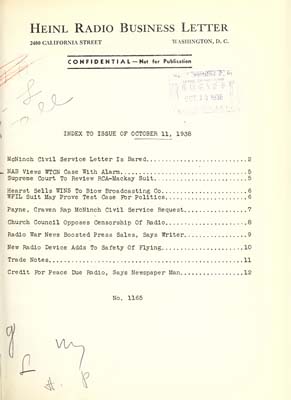 HEINL RADIO BUSINESS LETTER
2400 CALIFORNIA STREET WASHINGTON, D. C.
CONFIDENTIAL—Not for Publication
INDEX TO ISSUE OF OCTOBER 11, 1938
McNinch Civil Service Letter Is Bared.....2
NAB Views WTCN Case With Alarm.....5
Supreme Court To Review RCA-Mackay Suit.....5
Hearst Sells WINS To Biow Broadcasting Co.....6
WFIL Suit May Prove Test Case For Politics.....6
Payne, Craven Rap McNinch Civil Service Request.....7
Church Council Opposes Censorship Of Radio.....8
Radio War News Boosted Press Sales, Says Writer.....9
New Radio Device Adds To Safety Of Flying.....10
Trade Notes.....11
Credit For Peace Due Radio, Says Newspaper Man.....12
No. 1165